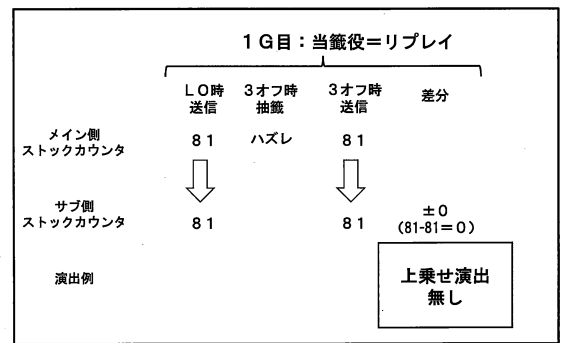 １Ｇ目：当籤役＝リプレイ
ＬＯ時 ３オフ時 ３オフ時 差分
送信 抽籤 送信
メイン側
ストックカウンタ
８１ ハズレ ８１
サブ側
ストックカウンタ
８１ ８１ ±０
(81-81＝０)
演出例
上乗せ演出
無し